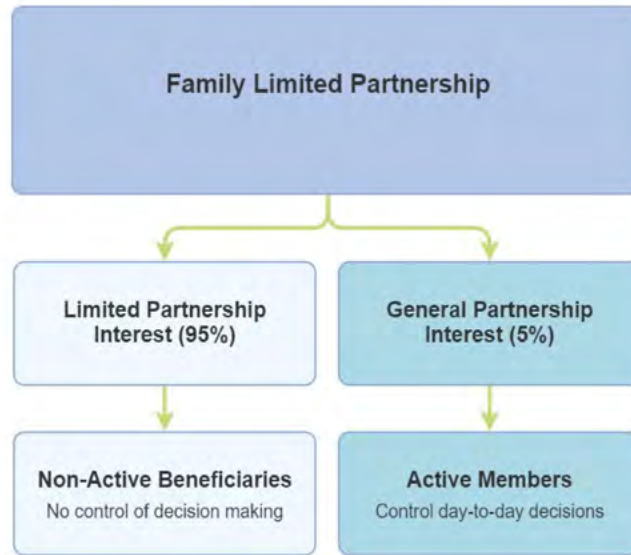 Family Limited Partnership
Limited Partnership
Interest (95%)
General Partnership
Interest (5%)
Non-Active Beneficiaries
No control of decision making
Active Members
Control day-to-day decisions